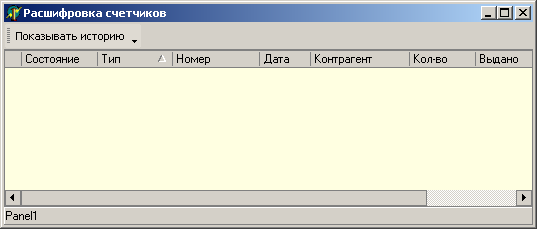 Расшифровка счетчиков
Показывать историю
Состояние Тип Номер Дата Контрагент Кол-во Выдано
Panel1